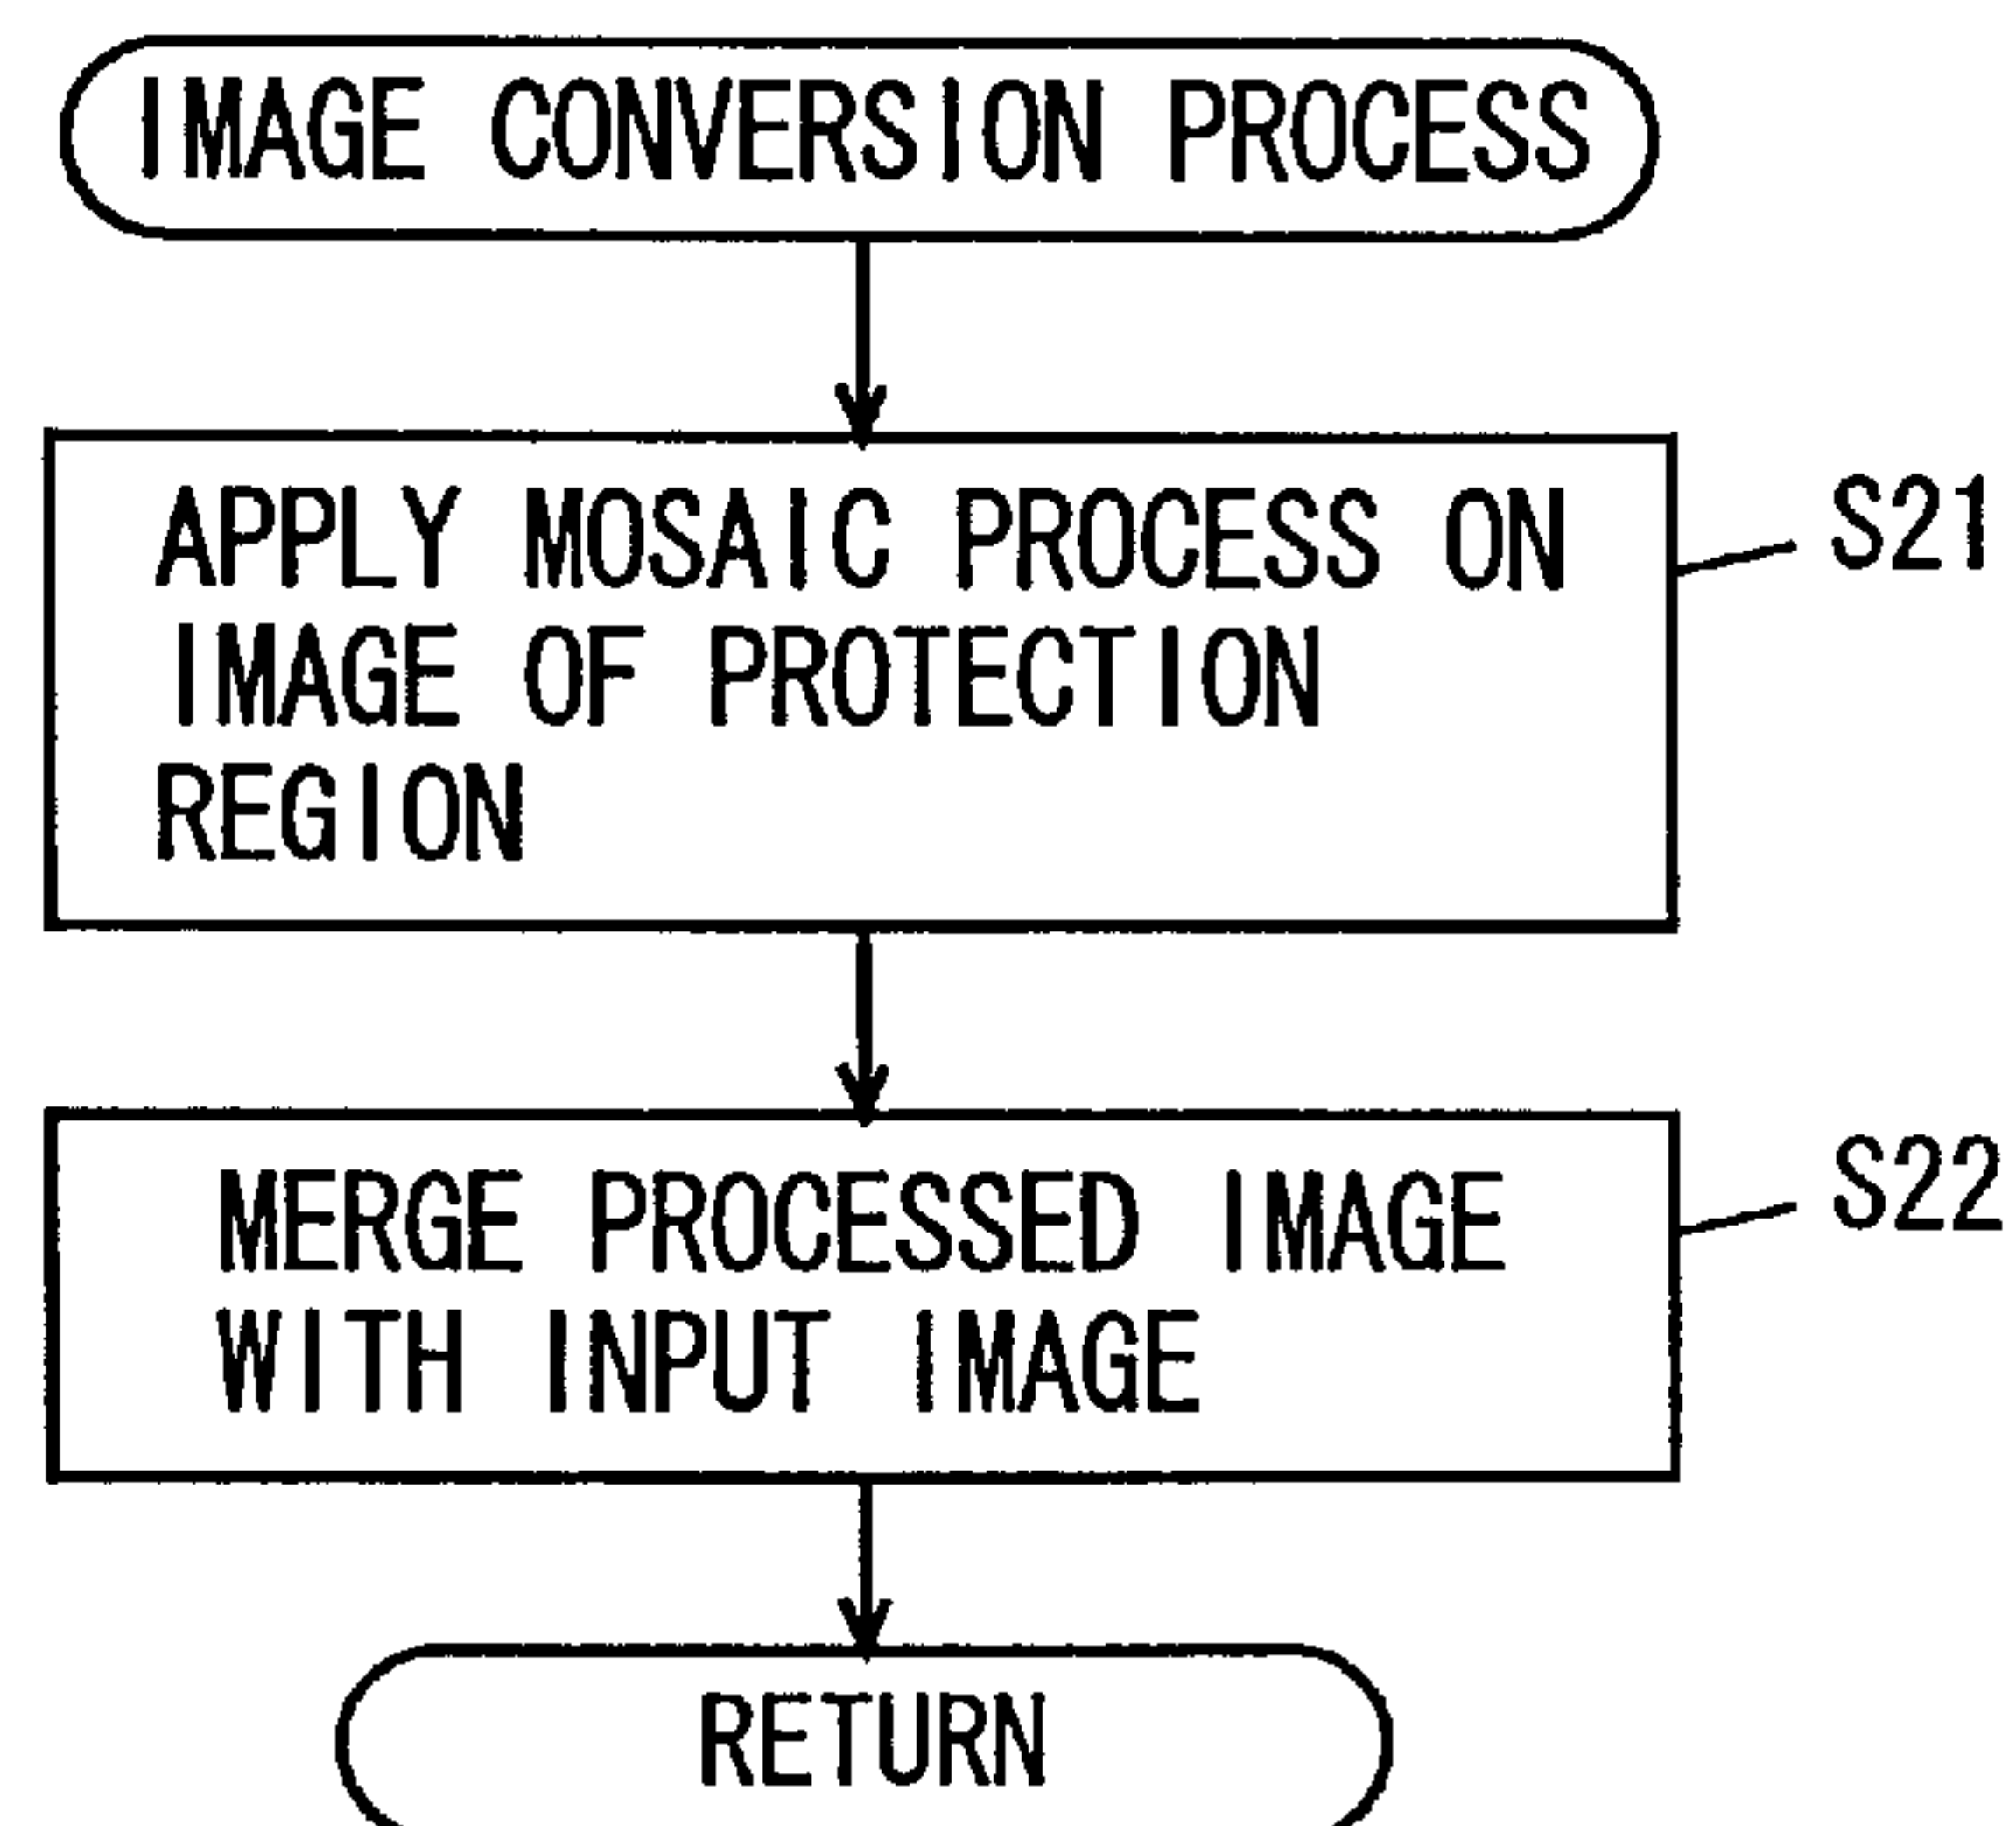 IMAGE CONVERSION PROCESS
APPLY MOSAIC PROCESS ON
IMAGE OF PROTECTION
REGION
S21
MERGE PROCESSED IMAGE
WITH INPUT IMAGE
S22
RETURN